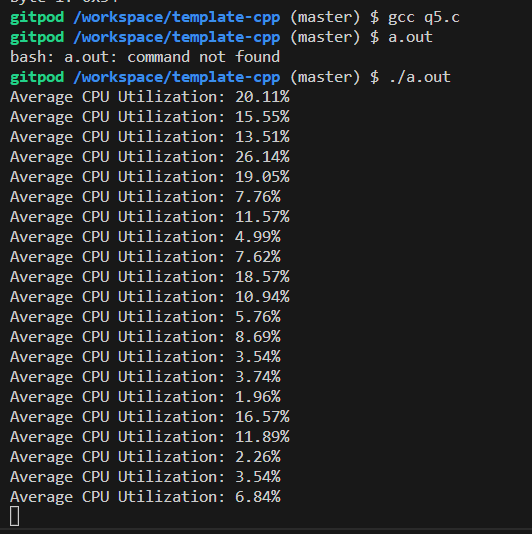 gitpod /workspace/template-cpp (master) $ gcc q5.c
gitpod /workspace/template-cpp (master) $ a.out
bash: a.out: command not found
gitpod /workspace/template-cpp (master) $ ./a.out
Average CPU Utilization: 20.11%
Average CPU Utilization: 15.55%
Average CPU Utilization: 13.51%
Average CPU Utilization: 26.14%
Average CPU Utilization: 19.05%
Average CPU Utilization: 7.76%
Average CPU Utilization: 11.57%
Average CPU Utilization: 4.99%
Average CPU Utilization: 7.62%
Average CPU Utilization: 18.57%
Average CPU Utilization: 10.94%
Average CPU Utilization: 5.76%
Average CPU Utilization: 8.69%
Average CPU Utilization: 3.54%
Average CPU Utilization: 3.74%
Average CPU Utilization: 1.96%
Average CPU Utilization: 16.57%
Average CPU Utilization: 11.89%
Average CPU Utilization: 2.26%
Average CPU Utilization: 3.54%
Average CPU Utilization: 6.84%